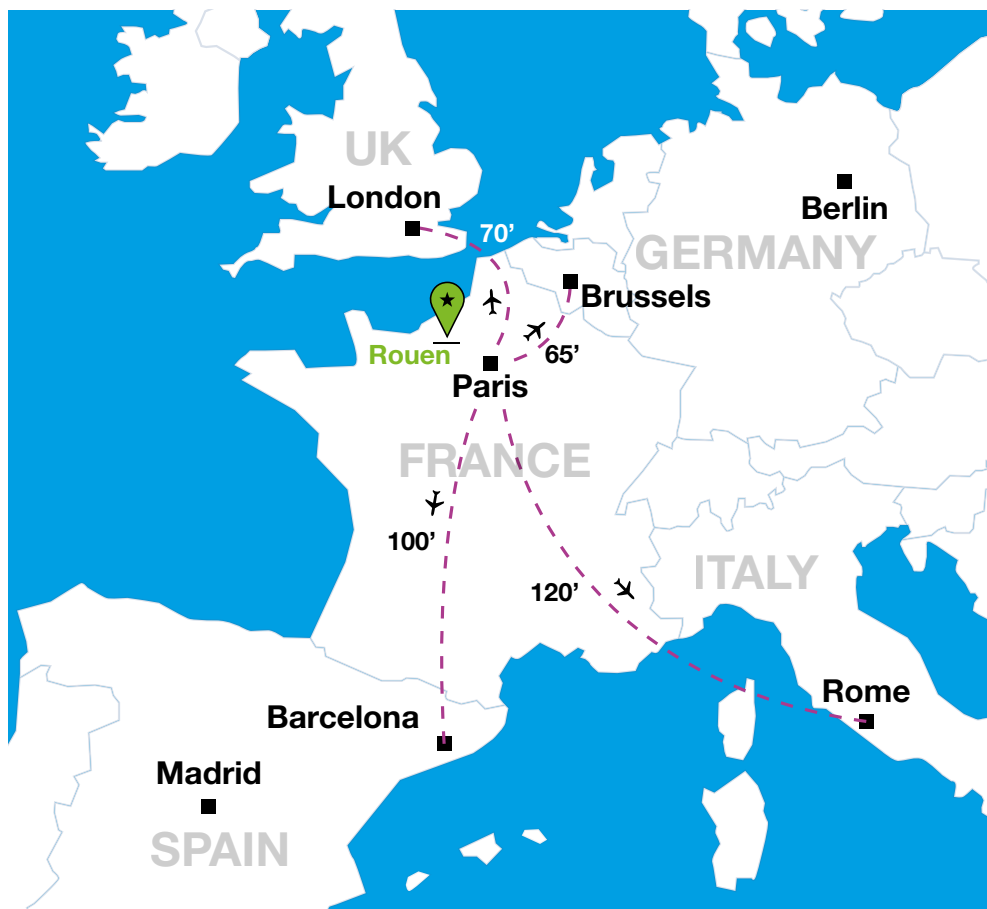 UK
London
70’
Berlin
GERMANY
Brussels
Rouen
65’
Paris
FRANCE
100’
ITALY
120’
Rome
Barcelona
Madrid
SPAIN